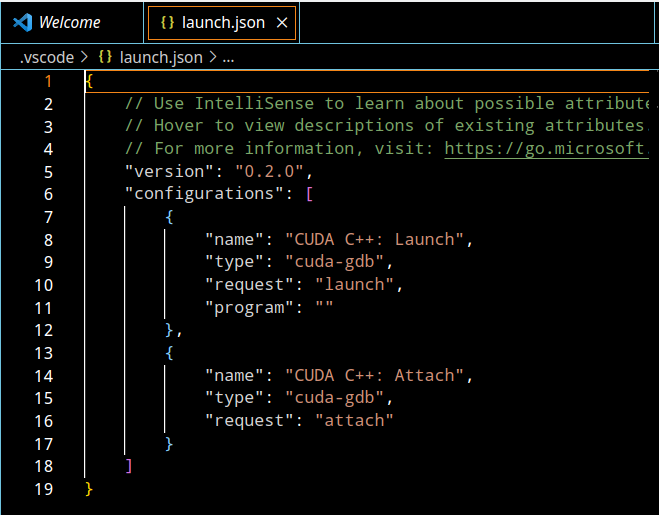 Welcome
{} launch.json ×
.vscode > {} launch.json > ...
1 {
2 // Use IntelliSense to learn about possible attribute
3 // Hover to view descriptions of existing attributes.
4 // For more information, visit: https://go.microsoft.
5 "version": "0.2.0",
6 "configurations": [
7 {
8 "name": "CUDA C++: Launch",
9 "type": "cuda-gdb",
10 "request": "launch",
11 "program": ""
12 },
13 {
14 "name": "CUDA C++: Attach",
15 "type": "cuda-gdb",
16 "request": "attach"
17 }
18 ]
19 }